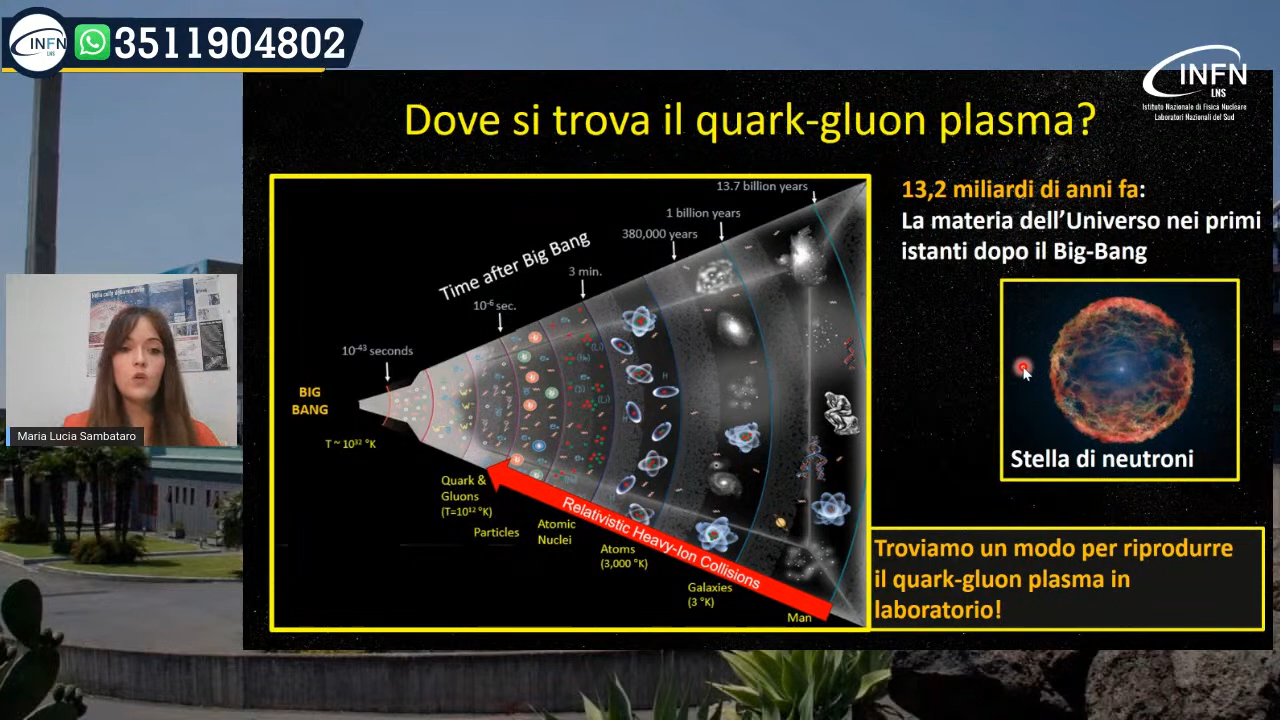 INFN
LNS
3511904802
INFN
LNS
Istituto Nazionale di Fisica Nucleare
Laboratori Nazionali del Sud
Dove si trova il quark-gluon plasma?
13.7 billion years
1 billion years
380,000 years
Time after Big Bang
3 min.
10⁻⁶ sec.
10⁻⁴³ seconds
BIG
BANG
T ~ 10³² °K
Quark &
Gluons
(T=10¹² °K)
Particles
Atomic
Nuclei
Atoms
(3,000 °K)
Galaxies
(3 °K)
Man
Relativistic Heavy-Ion Collisions
13,2 miliardi di anni fa:
La materia dell’Universo nei primi
istanti dopo il Big-Bang
Stella di neutroni
Troviamo un modo per riprodurre
il quark-gluon plasma in
laboratorio!
Maria Lucia Sambataro